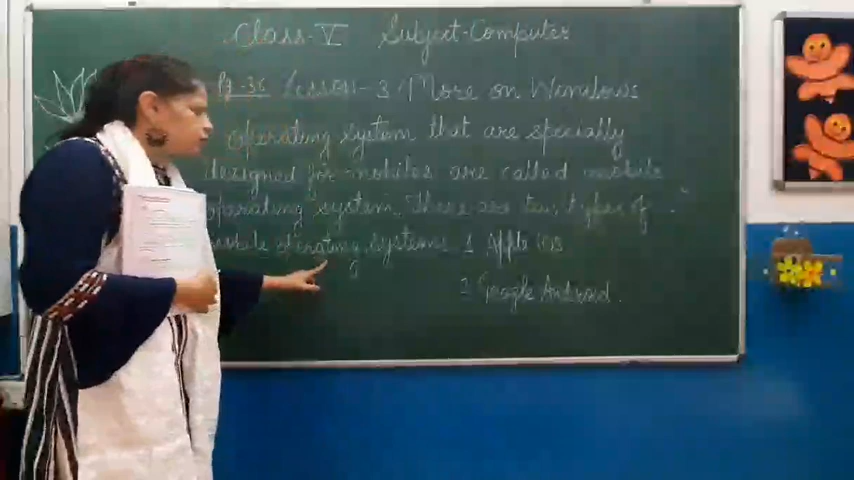 Class-V Subject-Computer
Pg-36 Lesson-3 (More on Windows
operating system that are specially
designed for mobiles are called mobile
operating system. There are two types of
mobile operating systems 1 Apple ios
2 Google Android.